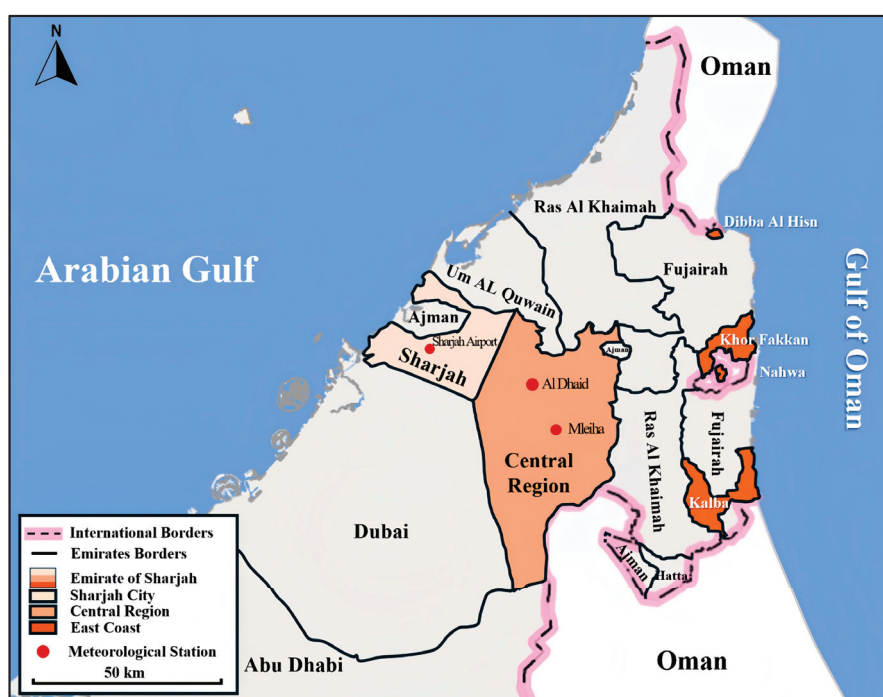 N
Oman
Ras Al Khaimah
Dibba Al Hisn
Arabian Gulf
Fujairah
Gulf of Oman
Um AL Quwain
Ajman
Khor Fakkan
Sharjah Airport
Ajman
Sharjah
Nahwa
Al Dhaid
Mleiha
Fujairah
Ras Al Khaimah
Central
Region
Kalba
Dubai
Ajman
Hatta
International Borders
Emirates Borders
Emirate of Sharjah
Sharjah City
Central Region
East Coast
Meteorological Station
50 km
Abu Dhabi
Oman